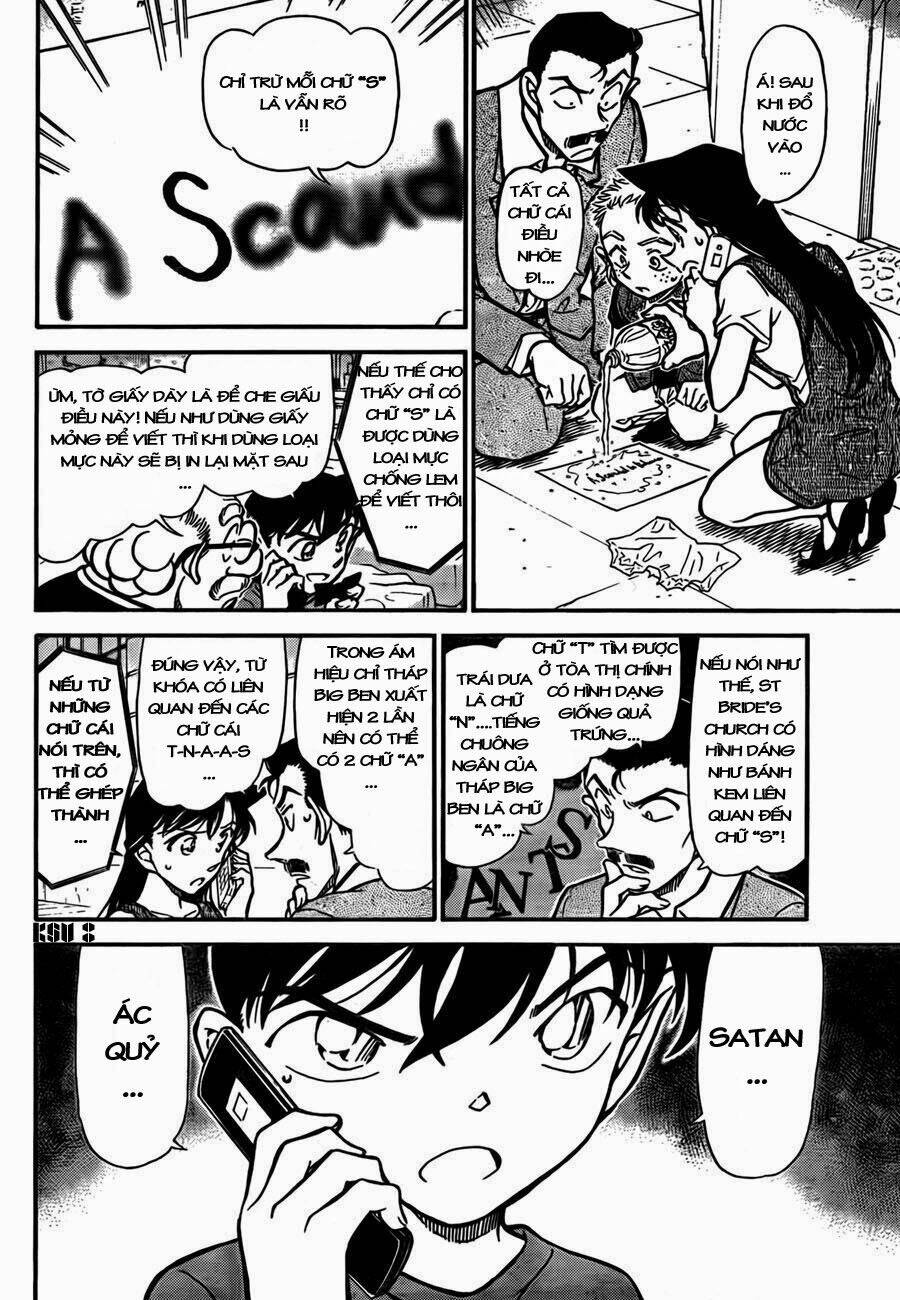 Á! SAU
KHI ĐỔ
NƯỚC
VÀO
...
TẤT CẢ
CHỮ CÁI
ĐIỀU
NHÒE
ĐI...
CHỈ TRỪ MỖI CHỮ "S"
LÀ VẪN RÕ
!!
A Scand
NẾU THẾ CHO
THẤY CHỈ CÓ
CHỮ "S" LÀ
ĐƯỢC DÙNG
LOẠI MỰC
CHỐNG LEM
ĐỂ VIẾT THÔI
...
ỪM, TỜ GIẤY DÀY LÀ ĐỂ CHE GIẤU
ĐIỀU NÀY! NẾU NHƯ DÙNG GIẤY
MỎNG ĐỂ VIẾT THÌ KHI DÙNG LOẠI
MỰC NÀY SẼ BỊ IN LẠI MẶT SAU
...
NẾU NÓI NHƯ
THẾ, ST
BRIDE'S
CHURCH CÓ
HÌNH DÁNG
NHƯ BÁNH
KEM LIÊN
QUAN ĐẾN
CHỮ "S"!
CHỮ "T" TÌM ĐƯỢC
Ở TÒA THỊ CHÍNH
CÓ HÌNH DẠNG
GIỐNG QUẢ
TRỨNG...
TRÁI DƯA
LÀ CHỮ
"N"....TIẾNG
CHUÔNG
NGÂN CỦA
THÁP BIG
BEN LÀ CHỮ
"A"...
ANTS
TRONG ÁM
HIỆU CHỈ THÁP
BIG BEN XUẤT
HIỆN 2 LẦN
NÊN CÓ THỂ
CÓ 2 CHỮ "A"
...
ĐÚNG VẬY, TỪ
KHÓA CÓ LIÊN
QUAN ĐẾN CÁC
CHỮ CÁI
T-N-A-A-S
...
NẾU TỪ
NHỮNG
CHỮ CÁI
NÓI TRÊN,
THÌ CÓ
THỂ GHÉP
THÀNH
...
KSV 8
SATAN
...
ÁC
QUỶ
...